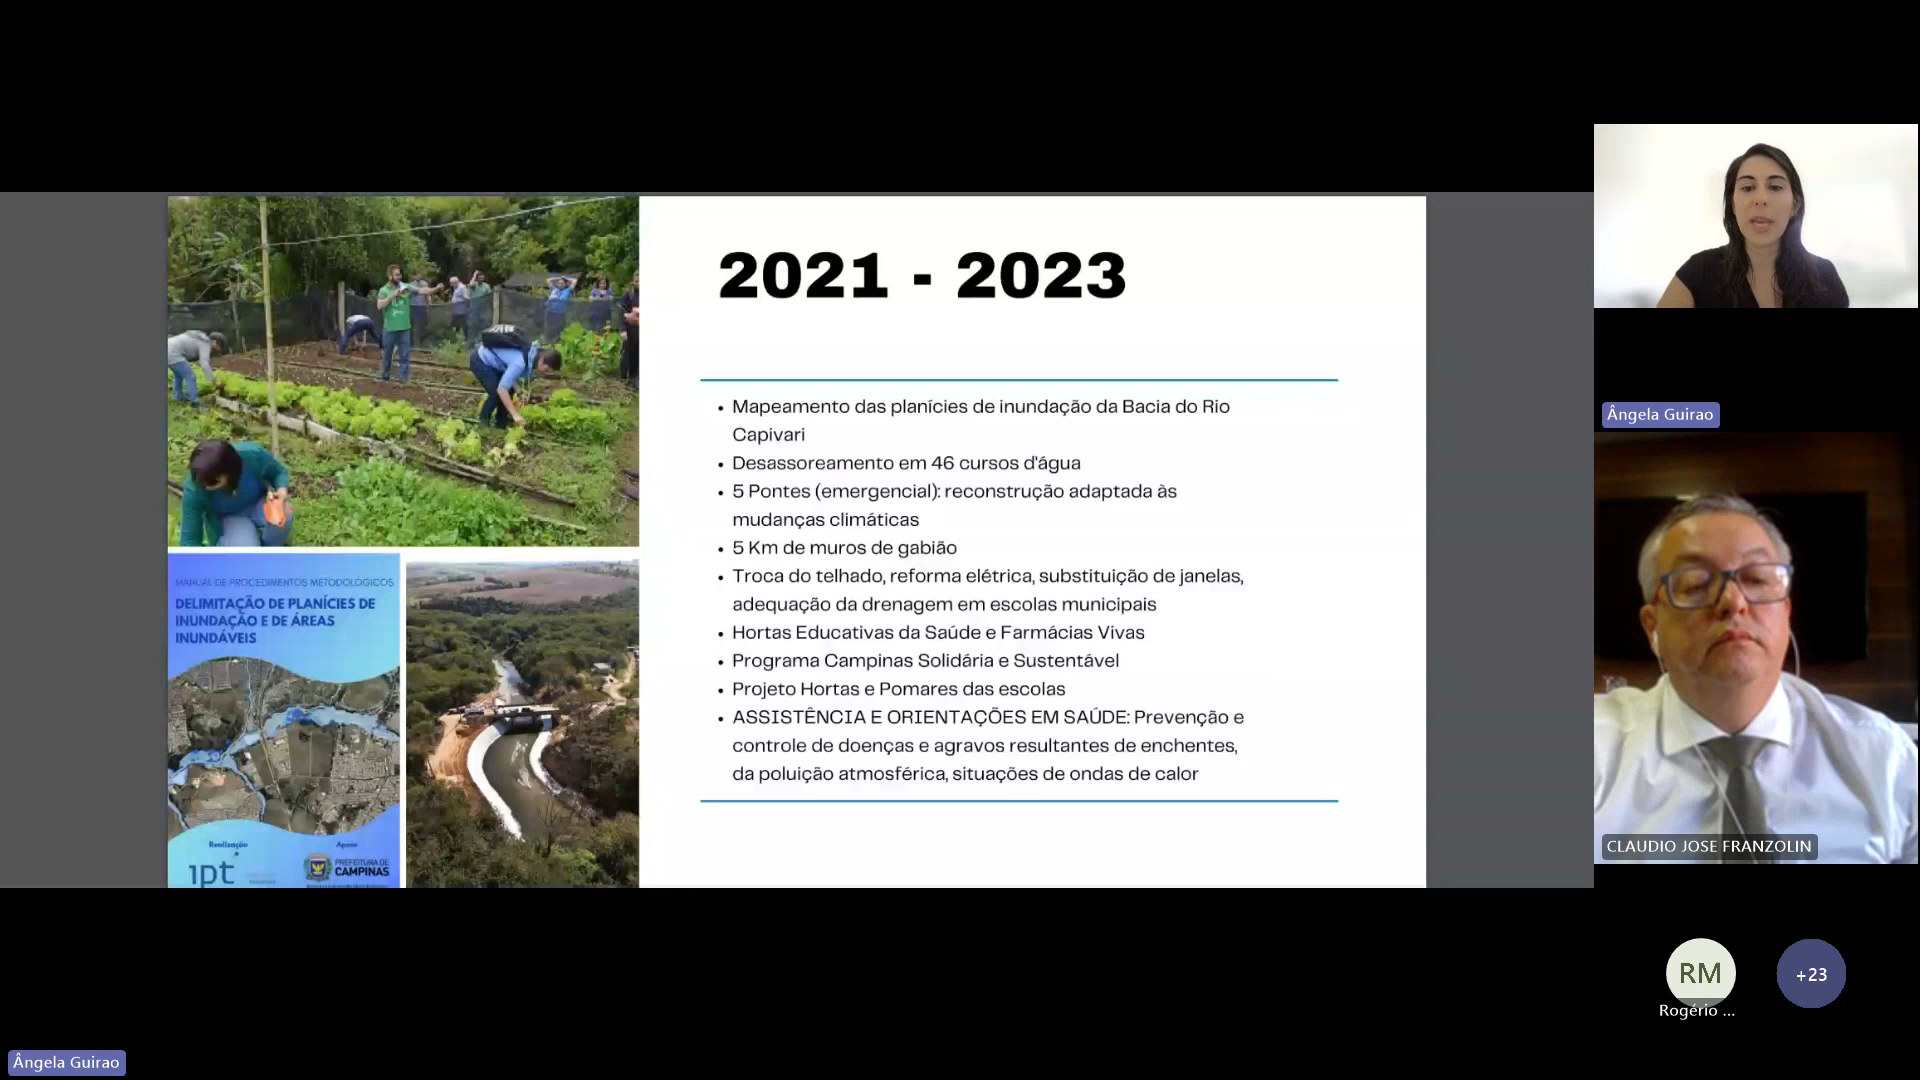 2021 - 2023
• Mapeamento das planícies de inundação da Bacia do Rio
Capivari
• Desassoreamento em 46 cursos d'água
• 5 Pontes (emergencial): reconstrução adaptada às
mudanças climáticas
• 5 Km de muros de gabião
• Troca do telhado, reforma elétrica, substituição de janelas,
adequação da drenagem em escolas municipais
• Hortas Educativas da Saúde e Farmácias Vivas
• Programa Campinas Solidária e Sustentável
• Projeto Hortas e Pomares das escolas
• ASSISTÊNCIA E ORIENTAÇÕES EM SAÚDE: Prevenção e
controle de doenças e agravos resultantes de enchentes,
da poluição atmosférica, situações de ondas de calor
MANUAL DE PROCEDIMENTOS METODOLÓGICOS
DELIMITAÇÃO DE PLANÍCIES DE
INUNDAÇÃO E DE ÁREAS
INUNDÁVEIS
Realização
Apoio
ipt
PREFEITURA DE
CAMPINAS
Ângela Guirao
CLAUDIO JOSE FRANZOLIN
RM
+23
Rogério ...
Ângela Guirao